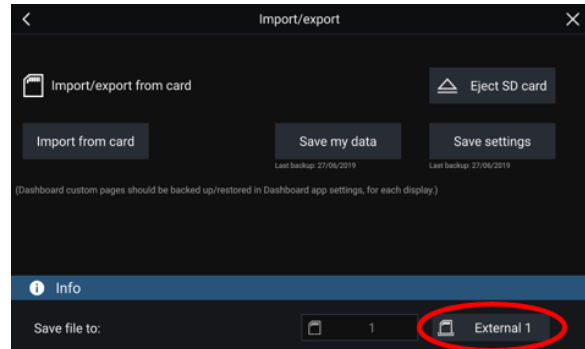 Import/export
Import/export from card
Eject SD card
Import from card
Save my data
Save settings
Last backup: 27/06/2019
Last backup: 27/06/2019
(Dashboard custom pages should be backed up/restored in Dashboard app settings, for each display.)
Info
Save file to:
1
External 1